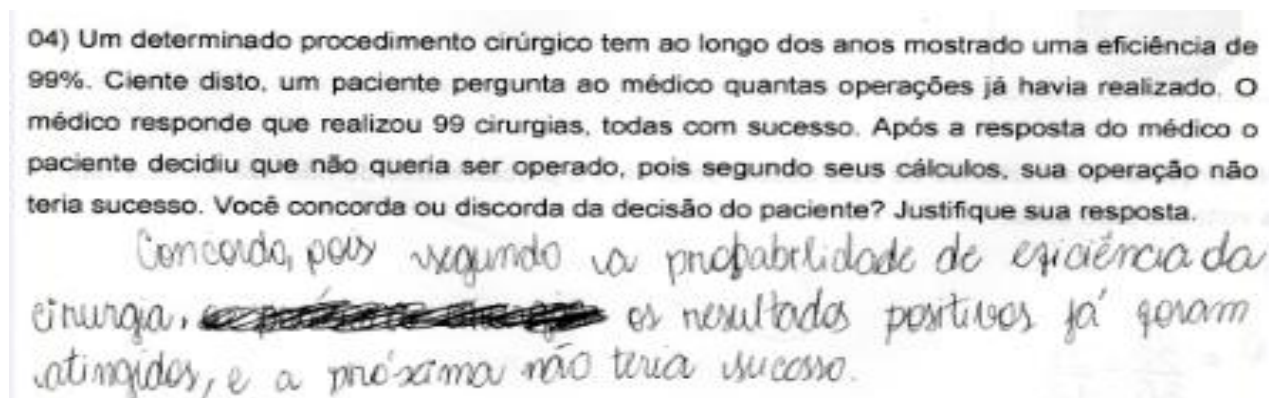 04) Um determinado procedimento cirúrgico tem ao longo dos anos mostrado uma eficiência de
99%. Ciente disto, um paciente pergunta ao médico quantas operações já havia realizado. O
médico responde que realizou 99 cirurgias, todas com sucesso. Após a resposta do médico o
paciente decidiu que não queria ser operado, pois segundo seus cálculos, sua operação não
teria sucesso. Você concorda ou discorda da decisão do paciente? Justifique sua resposta.
Concordo, pois segundo a probabilidade de eficiência da
cirurgia, os resultados positivos já foram
atingidos, e a próxima não teria sucesso.